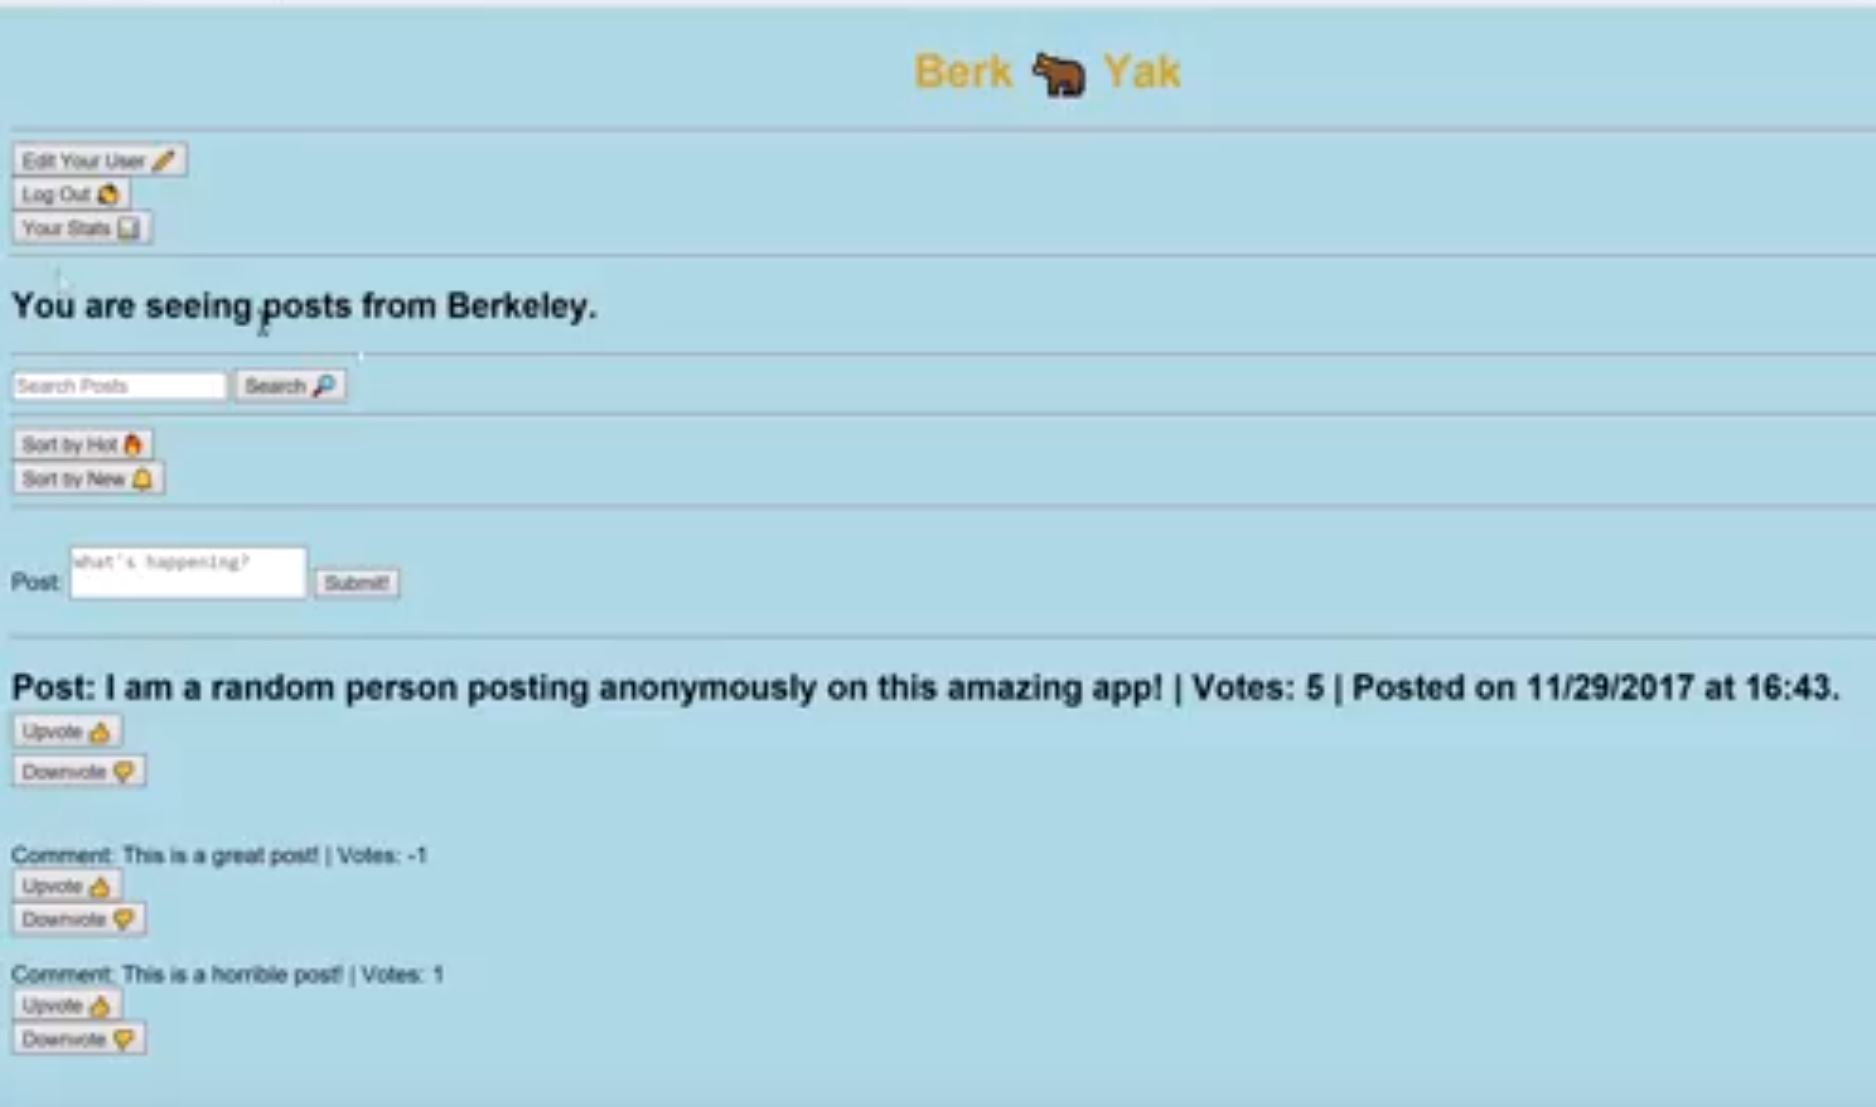 Berk Yak
Edit Your User
Log Out
Your Stats
You are seeing posts from Berkeley.
Search Posts Search
Sort by Hot
Sort by New
Post: what's happening? Submit!
Post: I am a random person posting anonymously on this amazing app! | Votes: 5 | Posted on 11/29/2017 at 16:43.
Upvote
Downvote
Comment: This is a great post! | Votes: -1
Upvote
Downvote
Comment: This is a horrible post! | Votes: 1
Upvote
Downvote